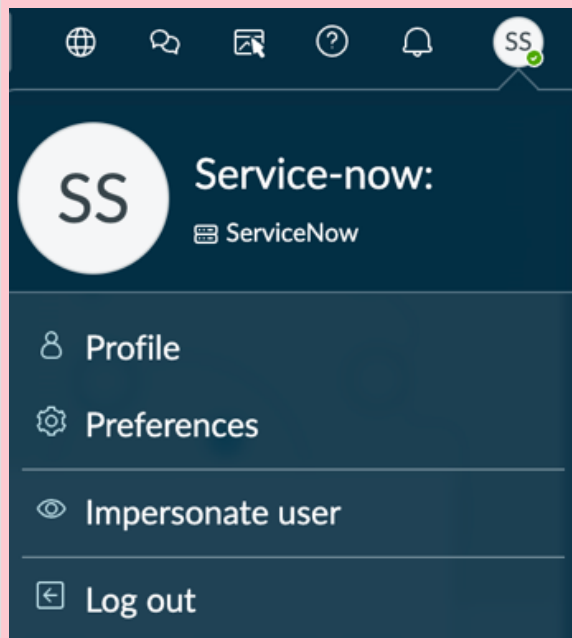 SS
SS
Service-now:
ServiceNow
Profile
Preferences
Impersonate user
Log out